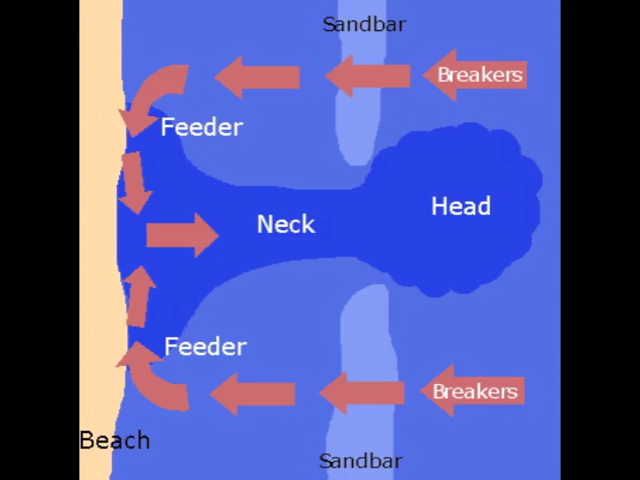 Sandbar
Breakers
Feeder
Head
Neck
Feeder
Breakers
Beach
Sandbar